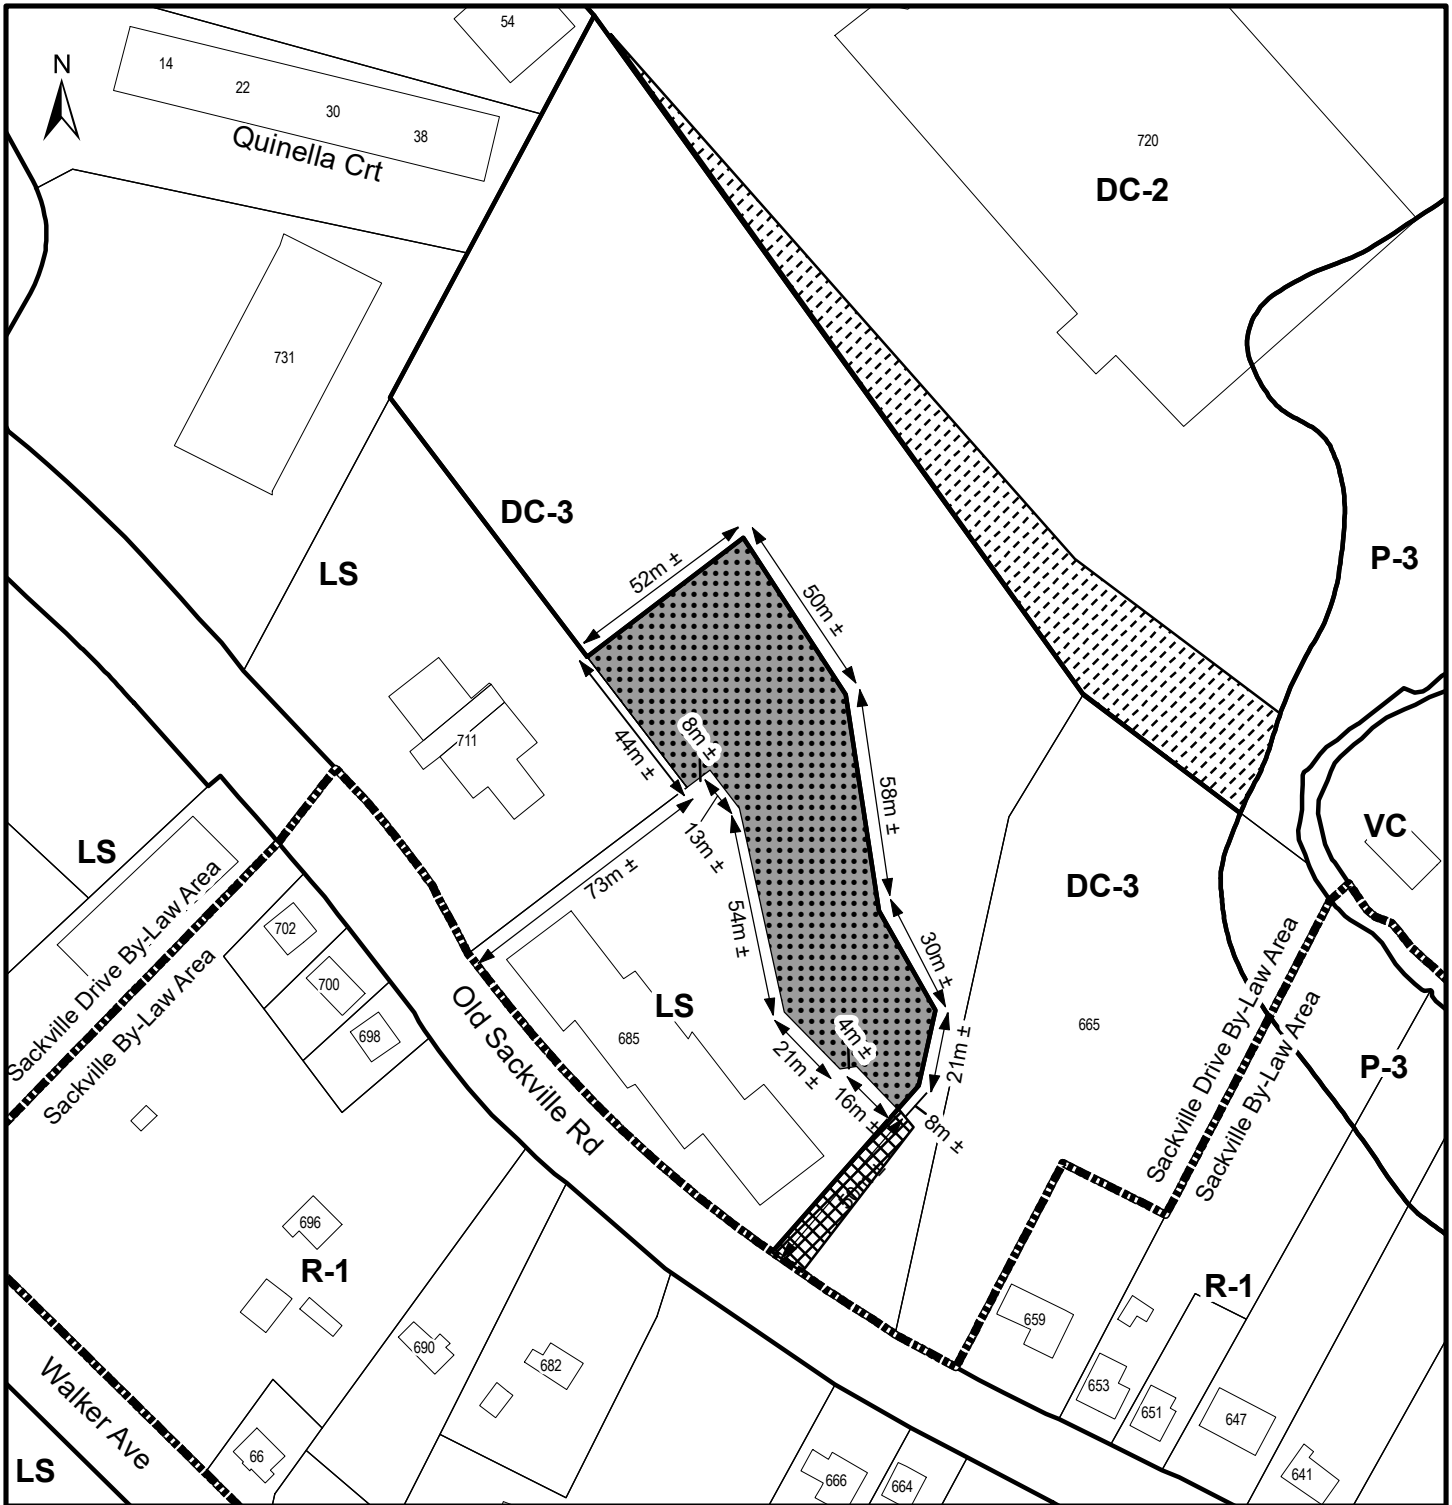 54
N
14
22
30
38
Quinella Crt
720
DC-2
731
DC-3
LS
P-3
52m ±
50m ±
8m ±
44m ±
711
58m ±
13m ±
VC
LS
73m ±
DC-3
54m ±
30m ±
Sackville Drive By-Law Area
Sackville By-Law Area
702
700
698
Old Sackville Rd
LS
685
4m ±
21m ±
21m ±
16m ±
8m ±
665
Sackville Drive By-Law Area
Sackville By-Law Area
P-3
696
R-1
R-1
659
690
682
653
651
647
Walker Ave
66
LS
666
664
641